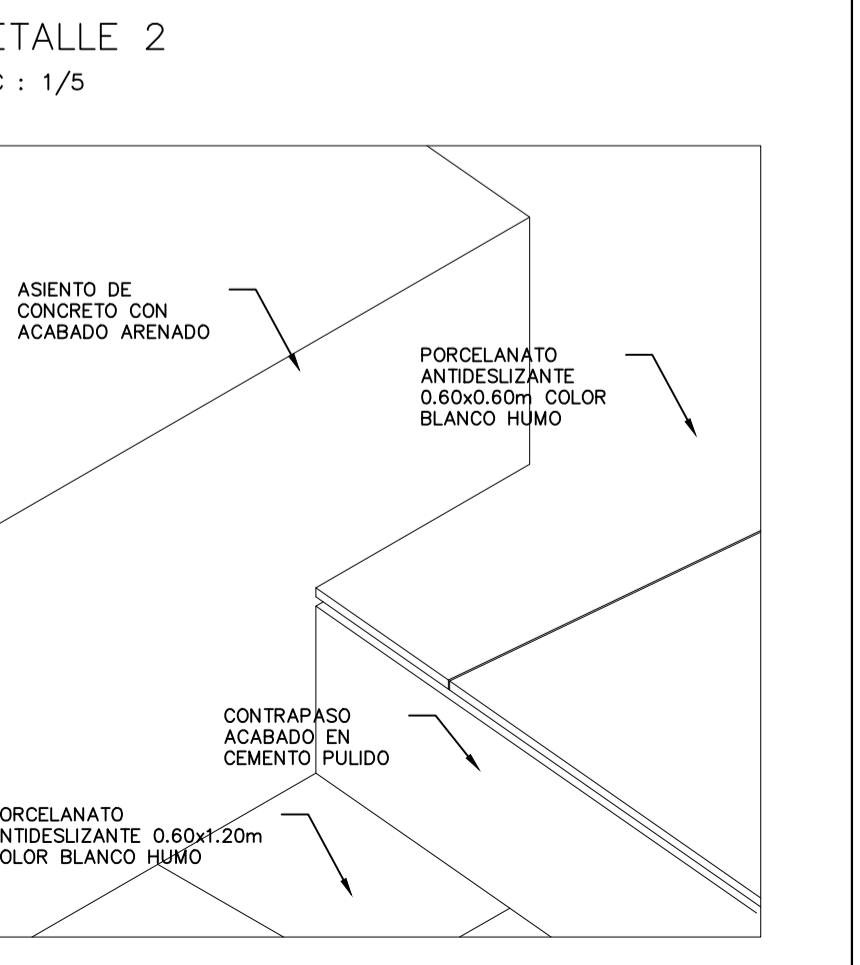 ETALLE 2
C : 1/5
ASIENTO DE
CONCRETO CON
ACABADO ARENADO
PORCELANATO
ANTIDESLIZANTE
0.60x0.60m COLOR
BLANCO HUMO
CONTRAPASO
ACABADO EN
CEMENTO PULIDO
ORCELANATO
NTIDESLIZANTE 0.60x1.20m
OLOR BLANCO HUMO